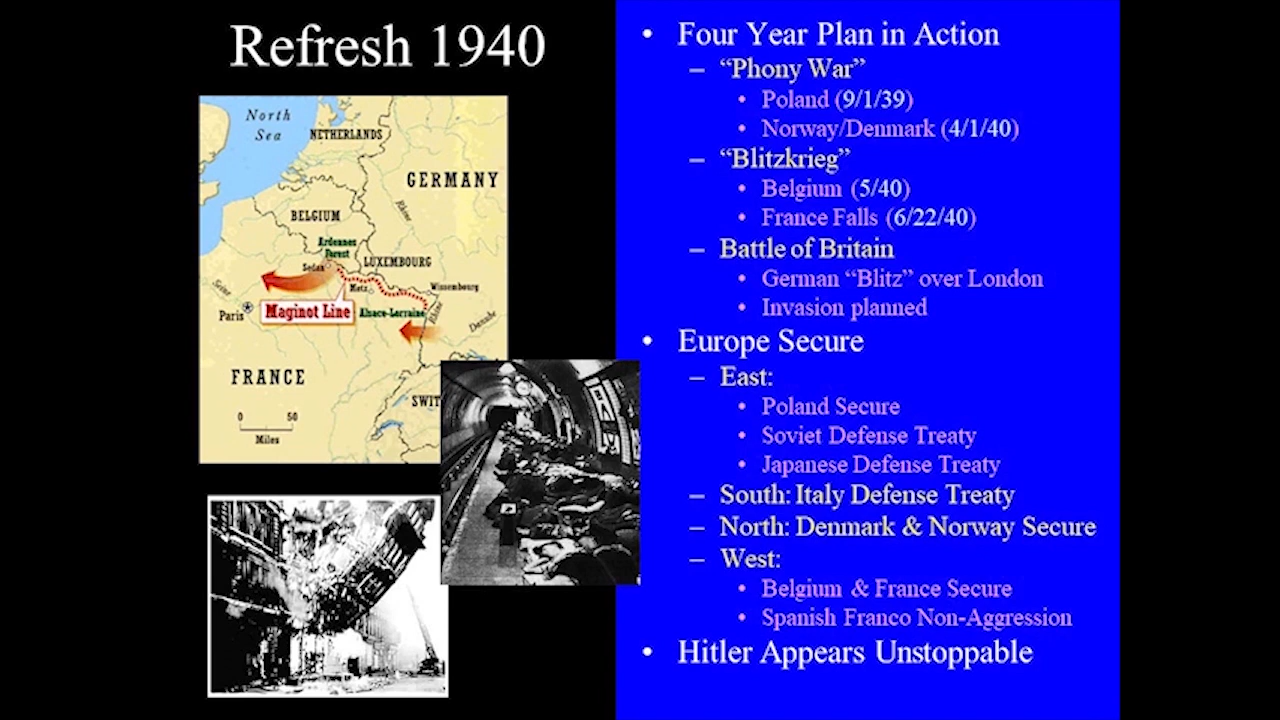 Refresh 1940
North
Sea
NETHERLANDS
GERMANY
Rhine
BELGIUM
Ardennes
Forest
LUXEMBOURG
Sedan
Metz
Wissembourg
Seine
Paris
Maginot Line
Alsace-Lorraine
Rhine
Danube
FRANCE
SWIT
0 50
Miles
• Four Year Plan in Action
– “Phony War”
• Poland (9/1/39)
• Norway/Denmark (4/1/40)
– “Blitzkrieg”
• Belgium (5/40)
• France Falls (6/22/40)
– Battle of Britain
• German “Blitz” over London
• Invasion planned
• Europe Secure
– East:
• Poland Secure
• Soviet Defense Treaty
• Japanese Defense Treaty
– South: Italy Defense Treaty
– North: Denmark & Norway Secure
– West:
• Belgium & France Secure
• Spanish Franco Non-Aggression
• Hitler Appears Unstoppable